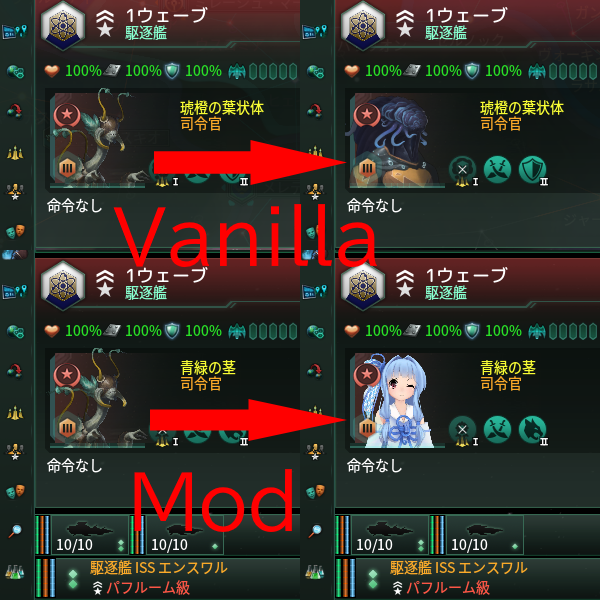 1ウェーブ
駆逐艦
100% 100% 100%
琥橙の葉状体
司令官
I II
命令なし
1ウェーブ
駆逐艦
100% 100% 100%
琥橙の葉状体
司令官
I II
命令なし
Vanilla
1ウェーブ
駆逐艦
100% 100% 100%
青緑の茎
司令官
I II
命令なし
10/10 10/10
駆逐艦 ISS エンスワル
パフルーム級
1ウェーブ
駆逐艦
100% 100% 100%
青緑の茎
司令官
I II
命令なし
10/10 10/10
駆逐艦 ISS エンスワル
パフルーム級
Mod